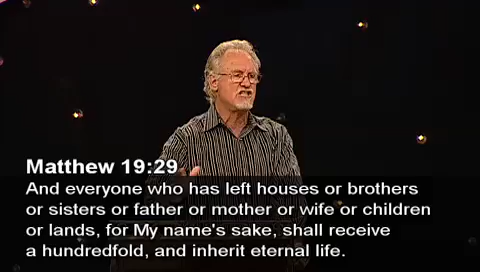 Matthew 19:29
And everyone who has left houses or brothers
or sisters or father or mother or wife or children
or lands, for My name's sake, shall receive
a hundredfold, and inherit eternal life.